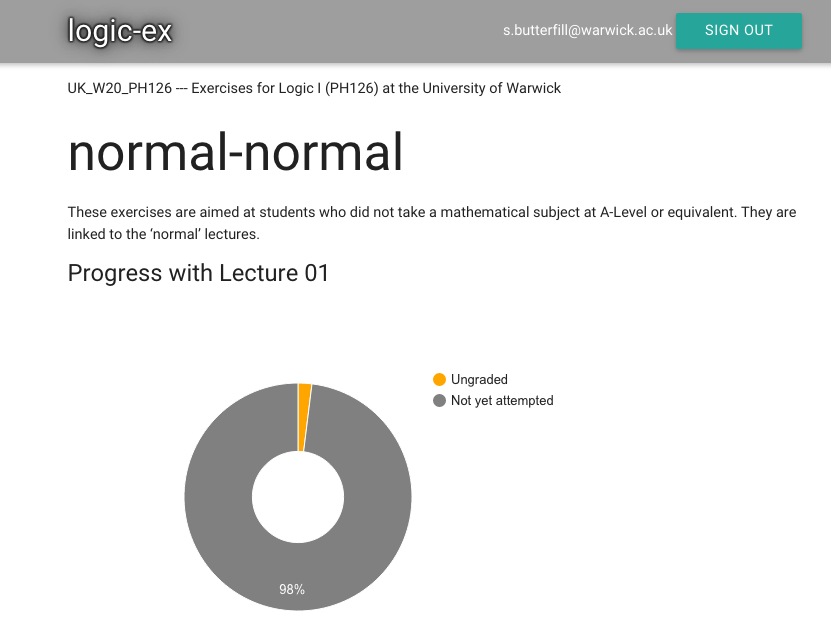 logic-ex
s.butterfill@warwick.ac.uk SIGN OUT
UK_W20_PH126 --- Exercises for Logic I (PH126) at the University of Warwick
normal-normal
These exercises are aimed at students who did not take a mathematical subject at A-Level or equivalent. They are
linked to the ‘normal’ lectures.
Progress with Lecture 01
Ungraded
Not yet attempted
98%